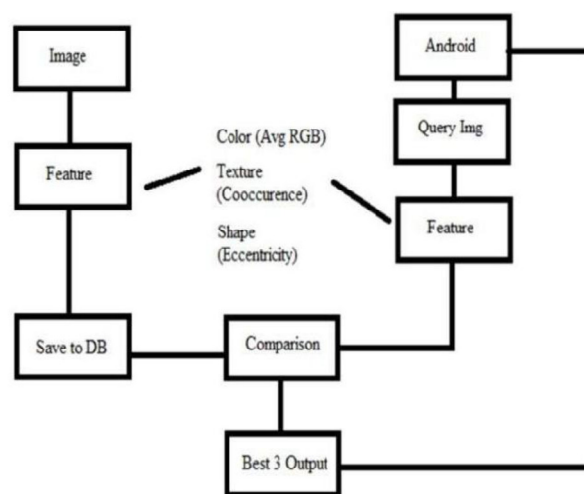 Image
Android
Query Img
Color (Avg RGB)
Feature
Texture
(Cooccurence)
Feature
Shape
(Eccentricity)
Save to DB
Comparison
Best 3 Output